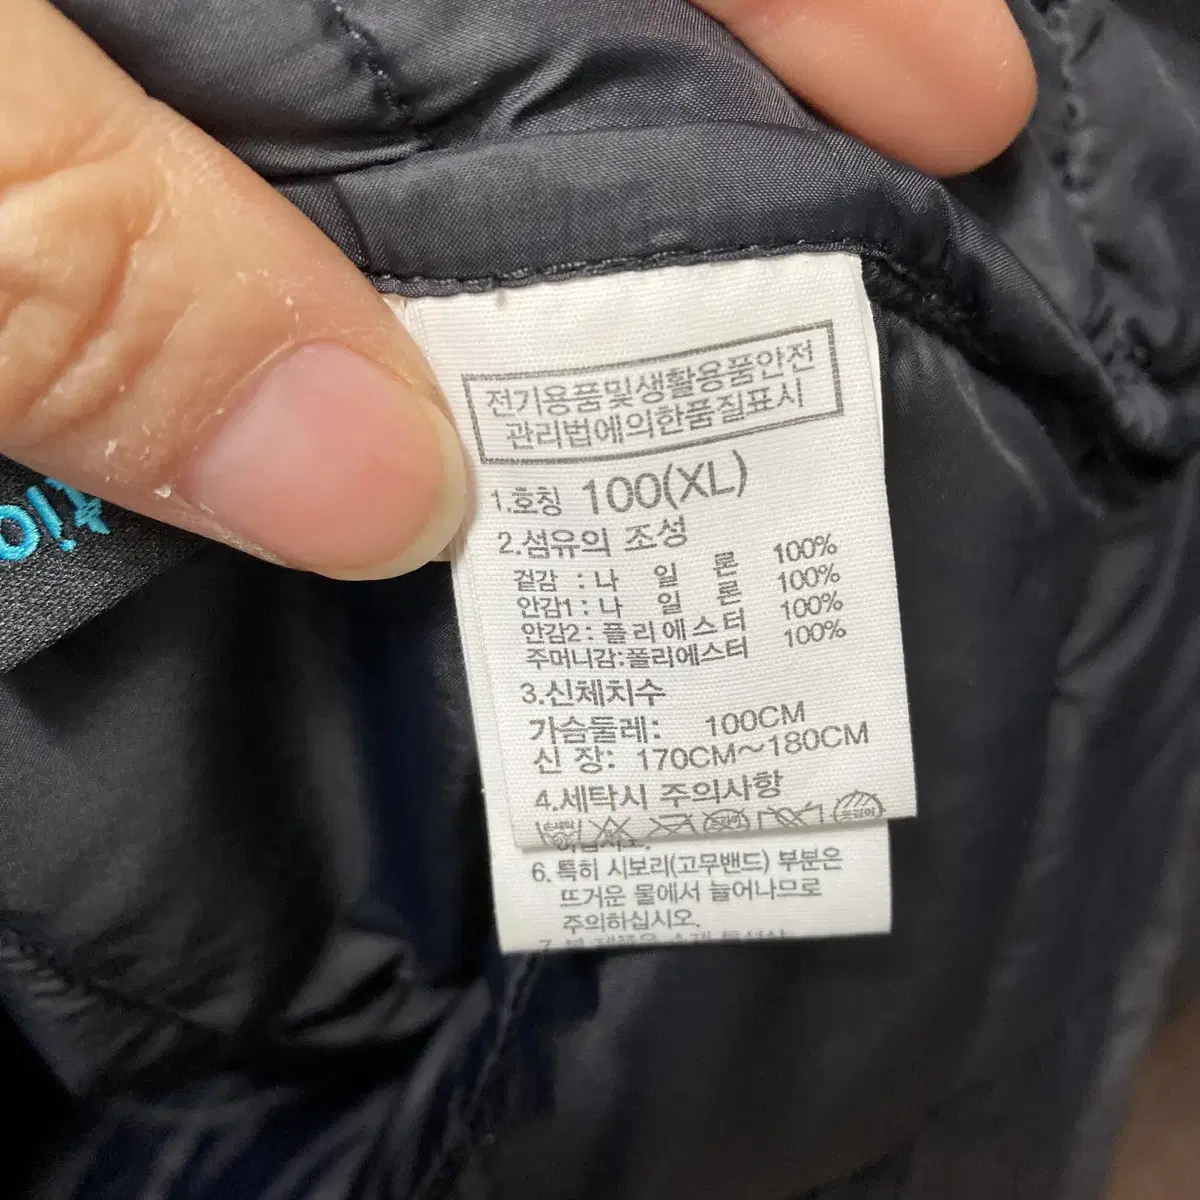 전기용품및생활용품안전
관리법에의한품질표시
1.호칭 100(XL)
2.섬유의 조성
겉감 : 나 일 론 100%
안감1 : 나 일 론 100%
안감2 : 폴리에스터 100%
주머니감:폴리에스터 100%
3.신체치수
가슴둘레: 100CM
신 장: 170CM~180CM
4.세탁시 주의사항
6. 특히 시보리(고무밴드) 부분은
뜨거운 물에서 늘어나므로
주의하십시오.
tio